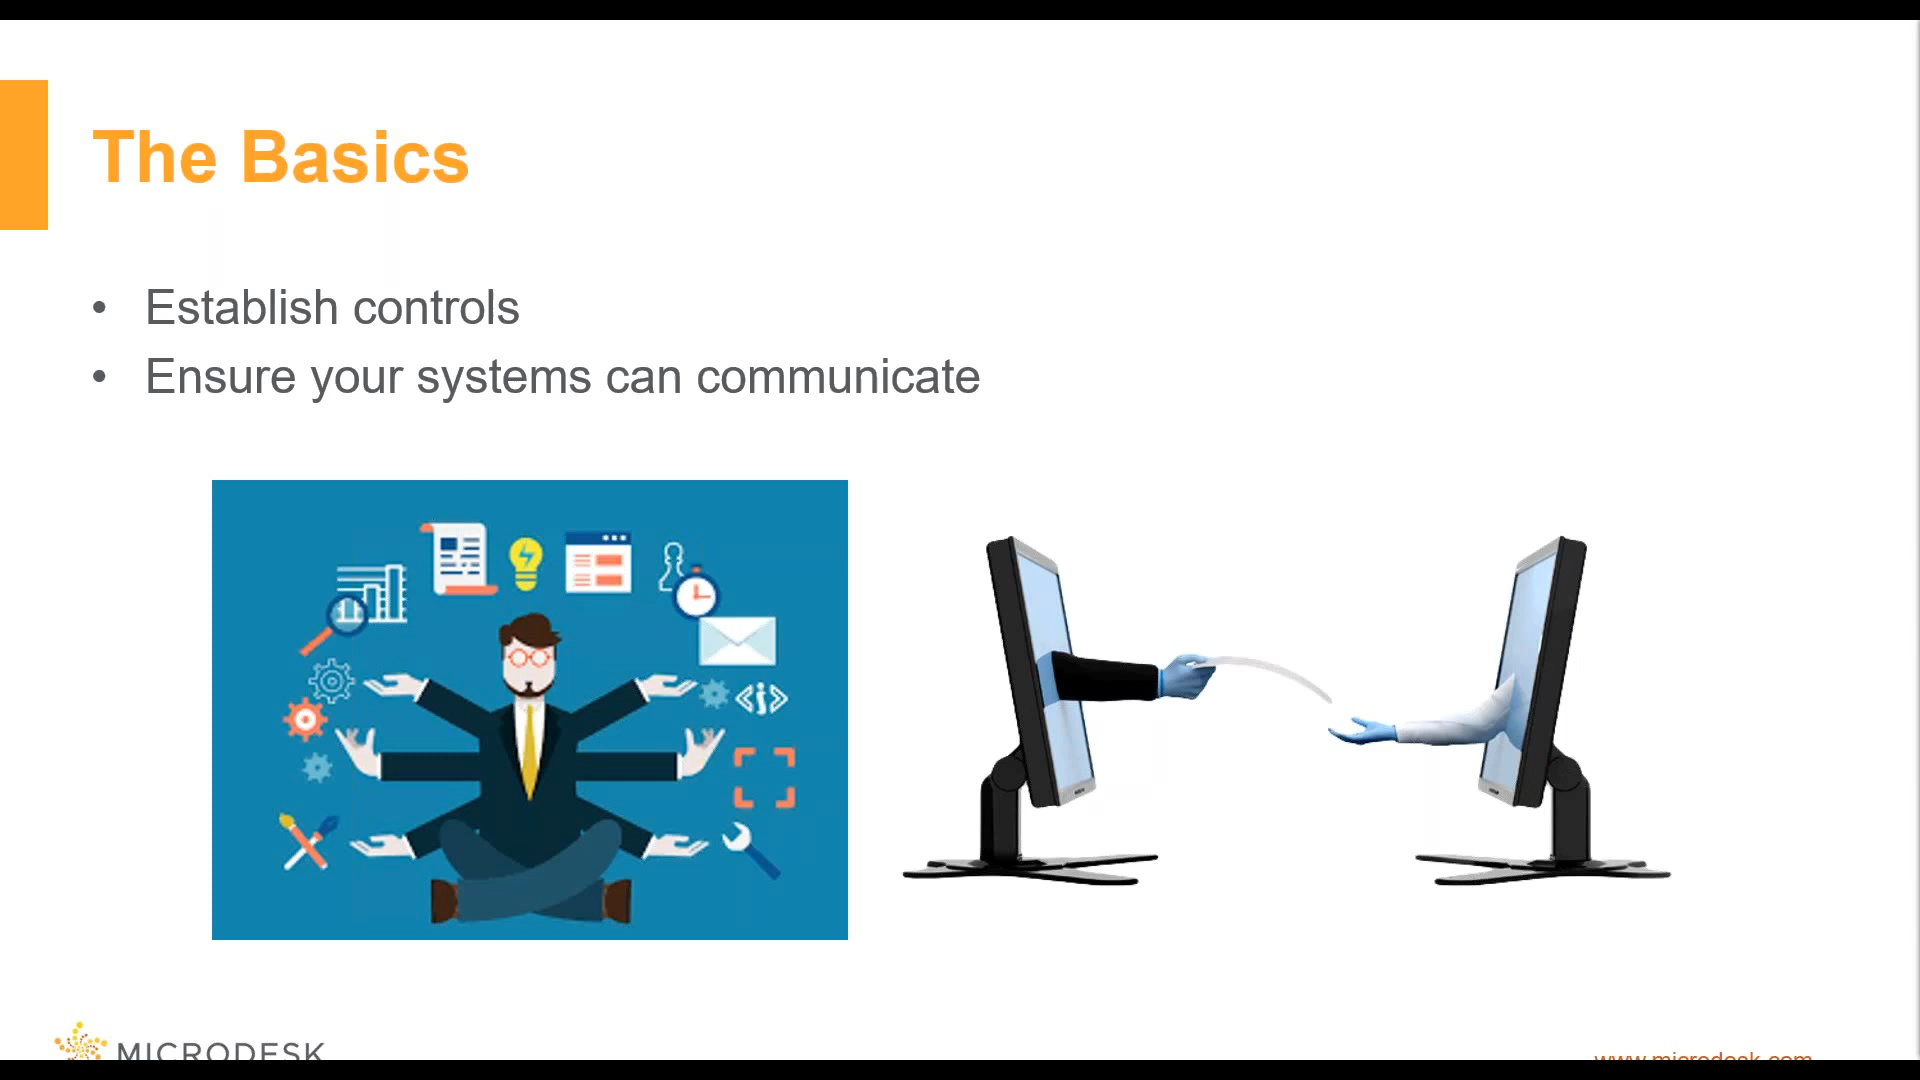 The Basics
• Establish controls
• Ensure your systems can communicate
MICRODESK
www.microdesk.com